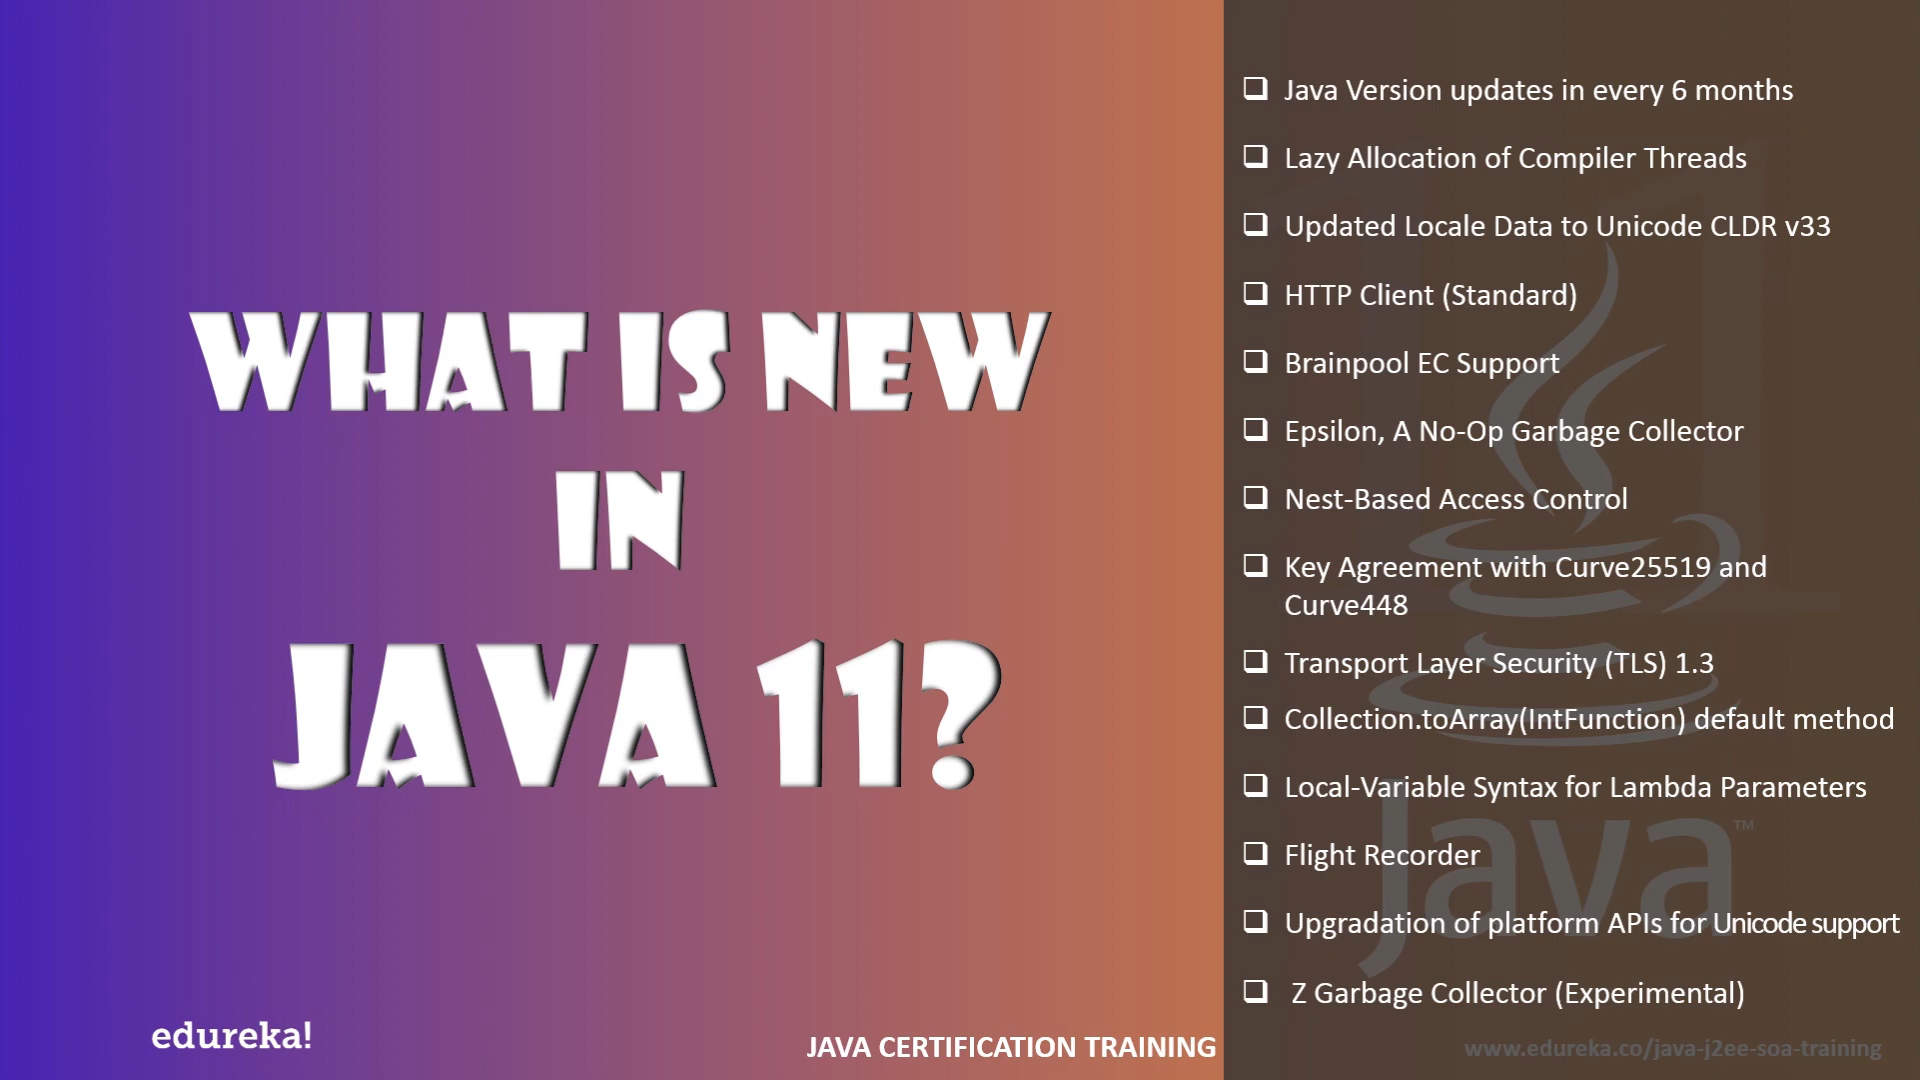 WHAT IS NEW
IN
JAVA 11?
edureka!
JAVA CERTIFICATION TRAINING
Java Version updates in every 6 months
Lazy Allocation of Compiler Threads
Updated Locale Data to Unicode CLDR v33
HTTP Client (Standard)
Brainpool EC Support
Epsilon, A No-Op Garbage Collector
Nest-Based Access Control
Key Agreement with Curve25519 and
Curve448
Transport Layer Security (TLS) 1.3
Collection.toArray(IntFunction) default method
Local-Variable Syntax for Lambda Parameters
Flight Recorder
Upgradation of platform APIs for Unicode support
Z Garbage Collector (Experimental)
11
Java™
www.edureka.co/java-j2ee-soa-training